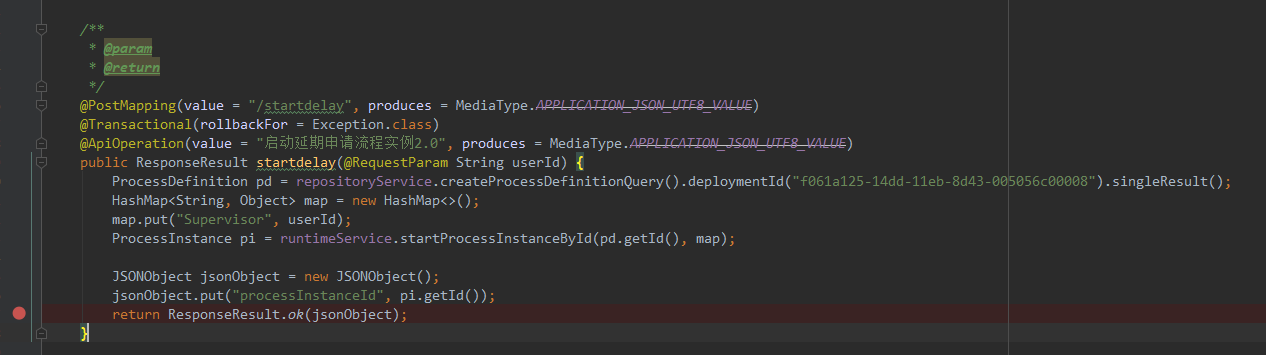 /**
* @param
* @return
*/
@PostMapping(value = "/startdelay", produces = MediaType.APPLICATION_JSON_UTF8_VALUE)
@Transactional(rollbackFor = Exception.class)
@ApiOperation(value = "启动延期申请流程实例2.0", produces = MediaType.APPLICATION_JSON_UTF8_VALUE)
public ResponseResult startdelay(@RequestParam String userId) {
ProcessDefinition pd = repositoryService.createProcessDefinitionQuery().deploymentId("f061a125-14dd-11eb-8d43-005056c00008").singleResult();
HashMap<String, Object> map = new HashMap<>();
map.put("Supervisor", userId);
ProcessInstance pi = runtimeService.startProcessInstanceById(pd.getId(), map);
JSONObject jsonObject = new JSONObject();
jsonObject.put("processInstanceId", pi.getId());
return ResponseResult.ok(jsonObject);
}